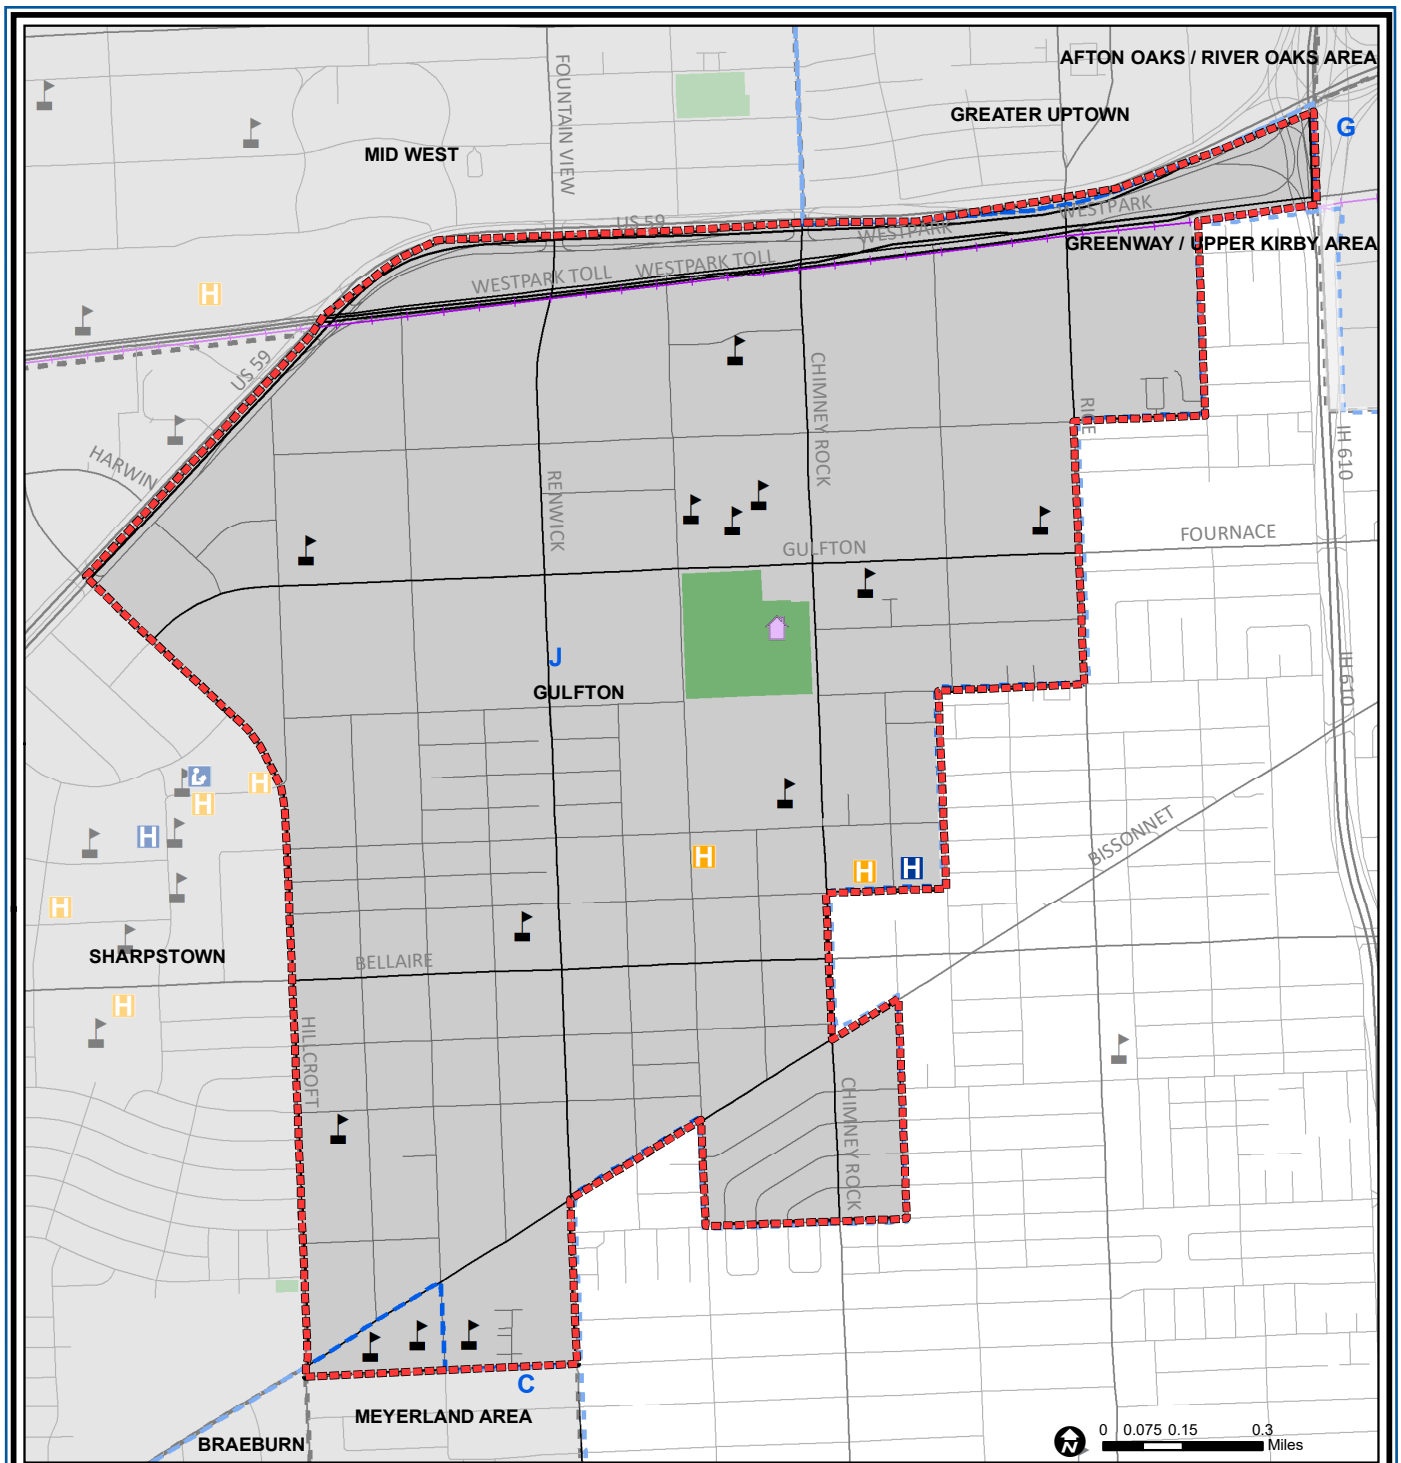 AFTON OAKS / RIVER OAKS AREA
GREATER UPTOWN
G
FOUNTAIN VIEW
MID WEST
US 59
WESTPARK
WESTPARK
GREENWAY / UPPER KIRBY AREA
WESTPARK TOLL
WESTPARK TOLL
H
US 59
CHIMNEY ROCK
RICE
IH 610
HARWIN
RENWICK
FOURNACE
GULFTON
J
GULFTON
IH 610
H
H
H
BISSONNET
H
H
H
H
SHARPSTOWN
BELLAIRE
H
HILLCROFT
CHIMNEY ROCK
C
MEYERLAND AREA
BRAEBURN
N
0 0.075 0.15 0.3
Miles